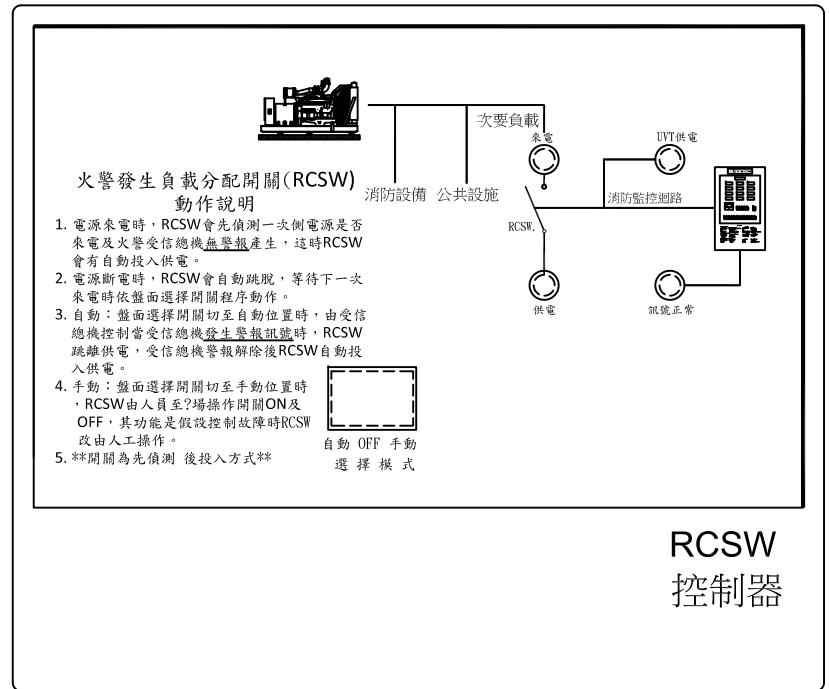 次要負載
來電
UVT供電
消防設備
公共設施
消防監控迴路
RCSW.
供電
訊號正常
火警發生負載分配開關(RCSW)
動作說明
1. 電源來電時，RCSW會先偵測一次側電源是否
來電及火警受信總機無警報產生，這時RCSW
會有自動投入供電。
2. 電源斷電時，RCSW會自動跳脫，等待下一次
來電時依盤面選擇開關程序動作。
3. 自動：盤面選擇開關切至自動位置時，由受信
總機控制當受信總機發生警報訊號時，RCSW
跳離供電，受信總機警報解除後RCSW自動投
入供電。
4. 手動：盤面選擇開關切至手動位置時
，RCSW由人員至?場操作開關ON及
OFF，其功能是假設控制故障時RCSW
改由人工操作。
5. **開關為先偵測 後投入方式**
自動 OFF 手動
選 擇 模 式
RCSW
控制器